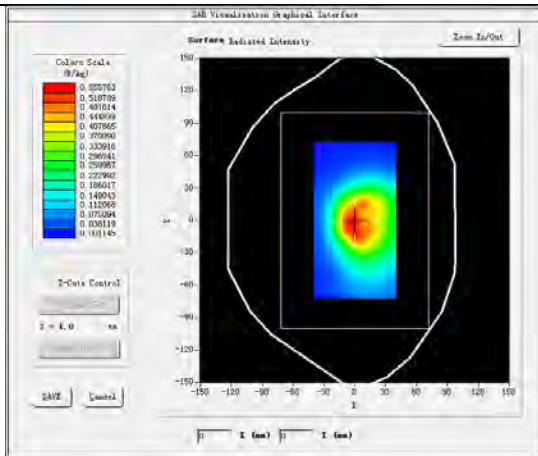 SAR Visualisation Graphical Interface
Surface Radiated Intensity
Zoom In/Out
Colors Scale
(W/kg)
0.555763
0.518789
0.481814
0.444839
0.407865
0.370890
0.333916
0.296941
0.259967
0.222992
0.186017
0.149043
0.112068
0.075094
0.038119
0.001145
150
120
90
60
30
0
-30
-60
-90
-120
-150
Y
-150 -120 -90 -60 -30 0 30 60 90 120 150
X
Z-Cuts Control
Z = 4.0 mm
SAVE Cancel
0 X (mm) 0 Y (mm)